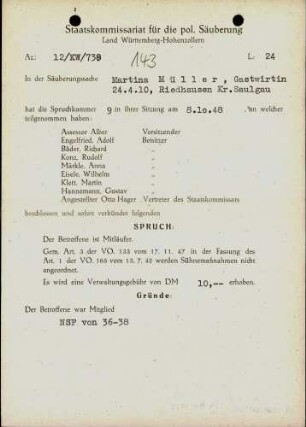 Staatskommissariat für die pol. Säuberung
Land Württemberg-Hohenzollern
Az: 12/KW/738 143 L: 24
In der Säuberungssache Martina Müller, Gastwirtin
24.4.10, Riedhausen Kr.Saulgau
hat die Spruchkammer 9 in ihrer Sitzung am 8.10.48 an welcher
teilgenommen haben:
Assessor Alber Vorsitzender
Engelfried, Adolf Beisitzer
Bäder, Richard "
Konz, Rudolf "
Märkle, Anna "
Eisele, Wilhelm "
Klett, Martin "
Hannemann, Gustav "
Angestellter Otto Hager Vertreter des Staatskommissars
beschlossen und sofort verkündet folgenden
SPRUCH:
Der Betroffene ist Mitläufer.
Gem. Art. 3 der VO. 133 vom 17. 11. 47 in der Fassung des
Art. 1 der VO. 165 vom 13. 7. 48 werden Sühnemaßnahmen nicht
angeordnet.
Es wird eine Verwaltungsgebühr von DM 10,-- erhoben.
Gründe:
Der Betroffene war Mitglied
NSF von 36-38